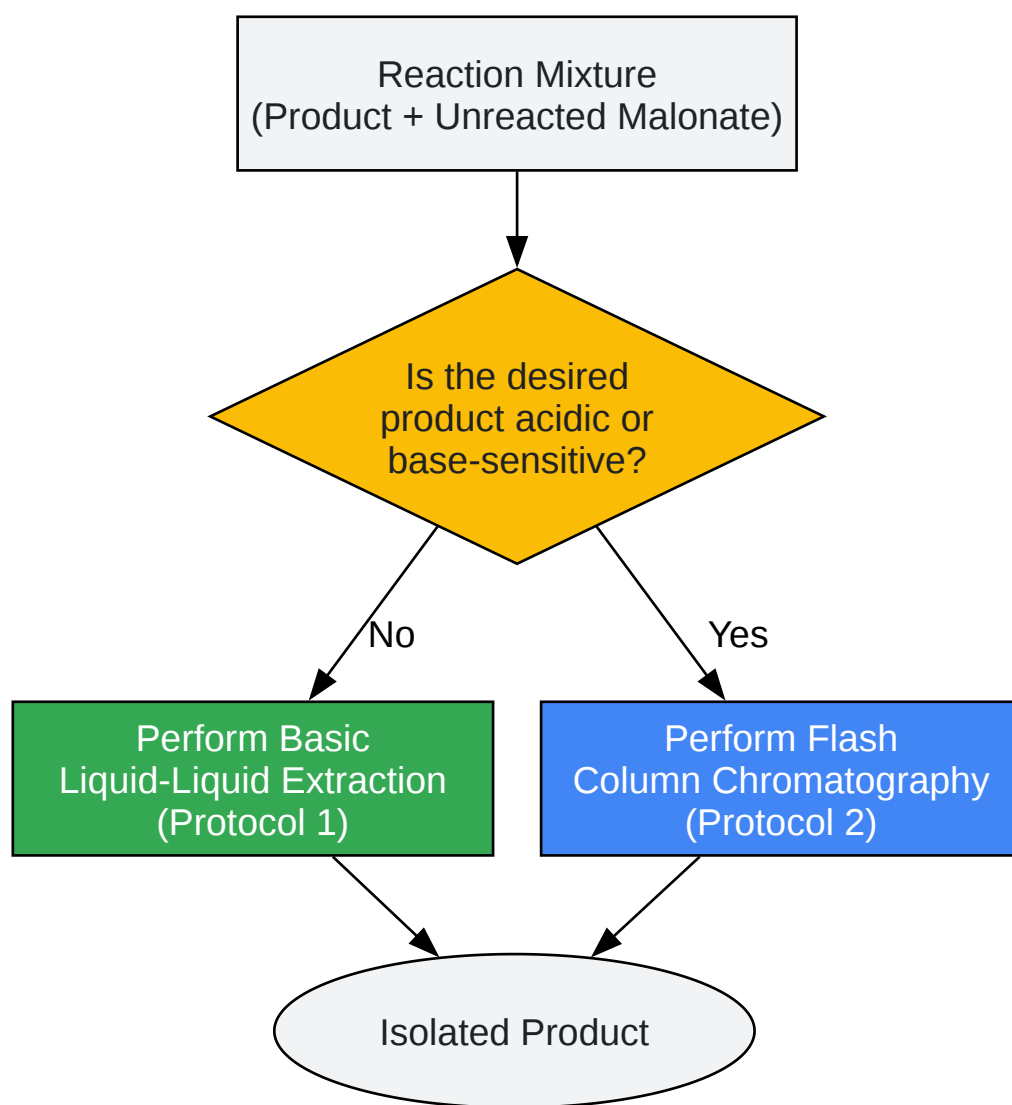 Reaction Mixture
(Product + Unreacted Malonate)
Is the desired
product acidic or
base-sensitive?
No
Yes
Perform Basic
Liquid-Liquid Extraction
(Protocol 1)
Perform Flash
Column Chromatography
(Protocol 2)
Isolated Product